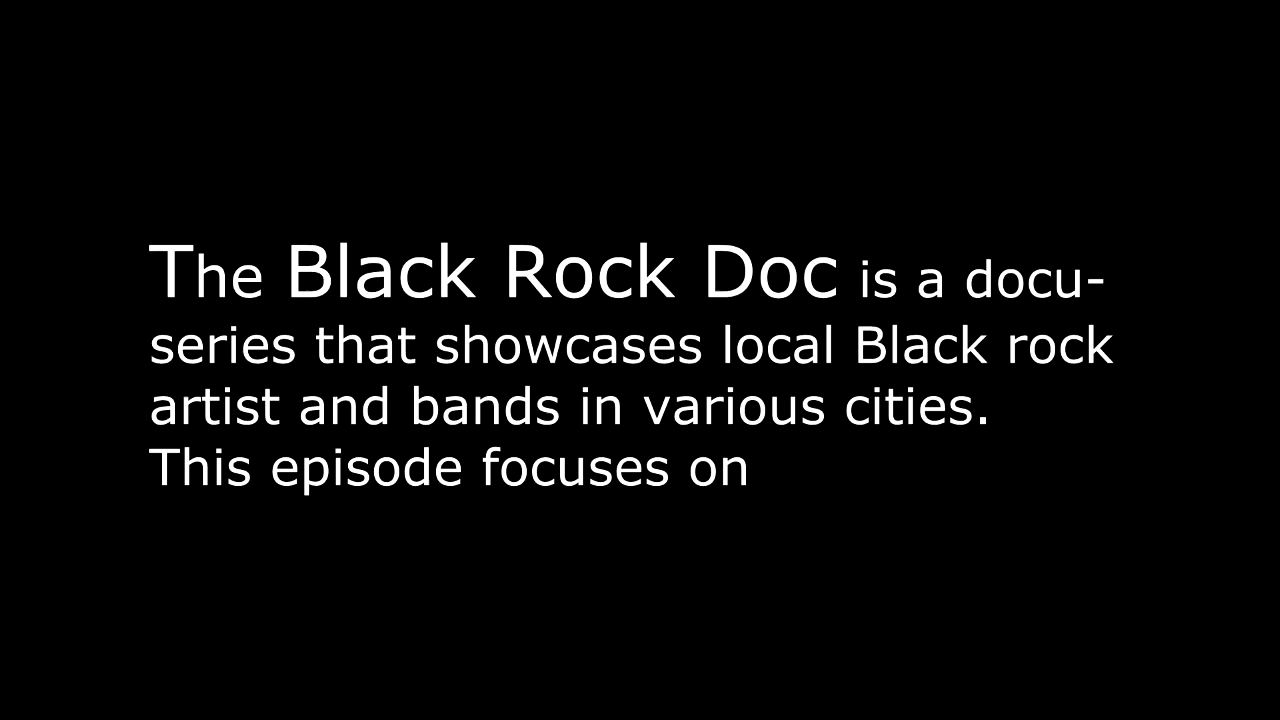 The Black Rock Doc is a docu-
series that showcases local Black rock
artist and bands in various cities.
This episode focuses on